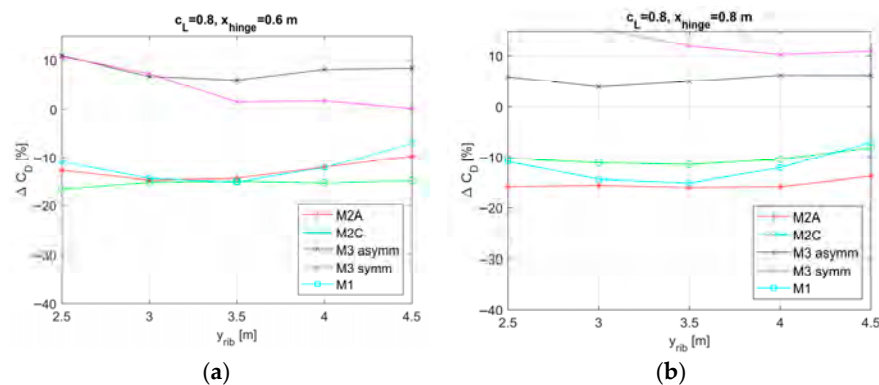 c_L=0.8, x_hinge=0.6 m
Δ C_D [%]
10
0
−10
−20
−30
−40
2.5
3
3.5
4
4.5
y_rib [m]
M2A
M2C
M3 asymm
M3 symm
M1
(a)
c_L=0.8, x_hinge=0.8 m
Δ C_D [%]
10
0
−10
−20
−30
−40
2.5
3
3.5
4
4.5
y_rib [m]
M2A
M2C
M3 asymm
M3 symm
M1
(b)